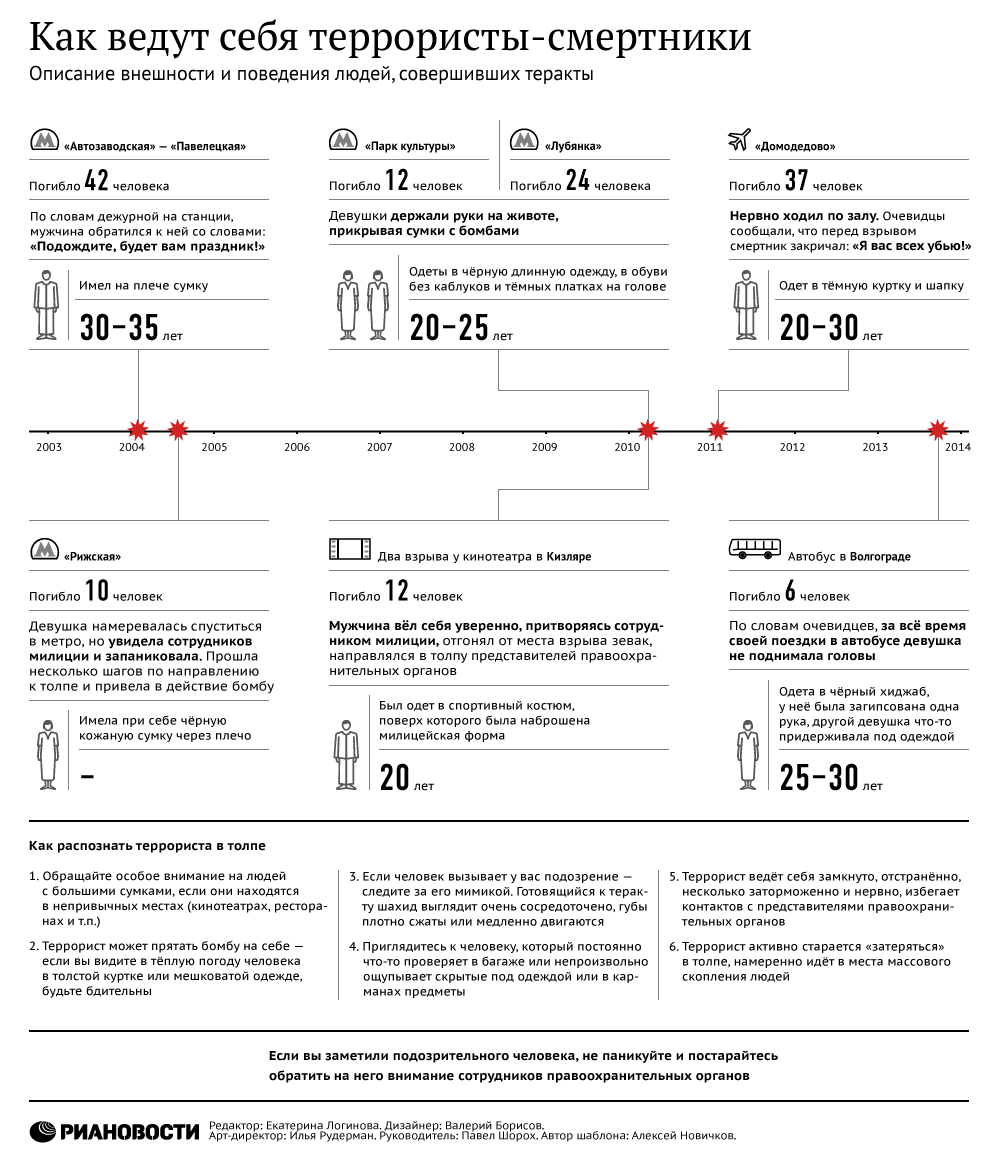 Как ведут себя террористы-смертники
Описание внешности и поведения людей, совершивших теракты
«Автозаводская» — «Павелецкая»
Погибло 42 человека
По словам дежурной на станции,
мужчина обратился к ней со словами:
«Подождите, будет вам праздник!»
Имел на плече сумку
30–35 лет
«Парк культуры»
Погибло 12 человек
«Лубянка»
Погибло 24 человека
Девушки держали руки на животе,
прикрывая сумки с бомбами
Одеты в чёрную длинную одежду, в обуви
без каблуков и тёмных платках на голове
20–25 лет
«Домодедово»
Погибло 37 человек
Нервно ходил по залу. Очевидцы
сообщали, что перед взрывом
смертник закричал: «Я вас всех убью!»
Одет в тёмную куртку и шапку
20–30 лет
2003 2004 2005 2006 2007 2008 2009 2010 2011 2012 2013 2014
«Рижская»
Погибло 10 человек
Девушка намеревалась спуститься
в метро, но увидела сотрудников
милиции и запаниковала. Прошла
несколько шагов по направлению
к толпе и привела в действие бомбу
Имела при себе чёрную
кожаную сумку через плечо
–
Два взрыва у кинотеатра в Кизляре
Погибло 12 человек
Мужчина вёл себя уверенно, притворяясь сотруд-
ником милиции, отгонял от места взрыва зевак,
направлялся в толпу представителей правоохра-
нительных органов
Был одет в спортивный костюм,
поверх которого была наброшена
милицейская форма
20 лет
Автобус в Волгограде
Погибло 6 человек
По словам очевидцев, за всё время
своей поездки в автобусе девушка
не поднимала головы
Одета в чёрный хиджаб,
у неё была загипсована одна
рука, другой девушка что-то
придерживала под одеждой
25–30 лет
Как распознать террориста в толпе
1. Обращайте особое внимание на людей
с большими сумками, если они находятся
в непривычных местах (кинотеатрах, рестора-
нах и т.п.)
2. Террорист может прятать бомбу на себе —
если вы видите в тёплую погоду человека
в толстой куртке или мешковатой одежде,
будьте бдительны
3. Если человек вызывает у вас подозрение —
следите за его мимикой. Готовящийся к терак-
ту шахид выглядит очень сосредоточено, губы
плотно сжаты или медленно двигаются
4. Приглядитесь к человеку, который постоянно
что-то проверяет в багаже или непроизвольно
ощупывает скрытые под одеждой или в кар-
манах предметы
5. Террорист ведёт себя замкнуто, отстранённо,
несколько заторможенно и нервно, избегает
контактов с представителями правоохрани-
тельных органов
6. Террорист активно старается «затеряться»
в толпе, намеренно идёт в места массового
скопления людей
Если вы заметили подозрительного человека, не паникуйте и постарайтесь
обратить на него внимание сотрудников правоохранительных органов
РИАНОВОСТИ
Редактор: Екатерина Логинова. Дизайнер: Валерий Борисов.
Арт-директор: Илья Рудерман. Руководитель: Павел Шорох. Автор шаблона: Алексей Новичков.